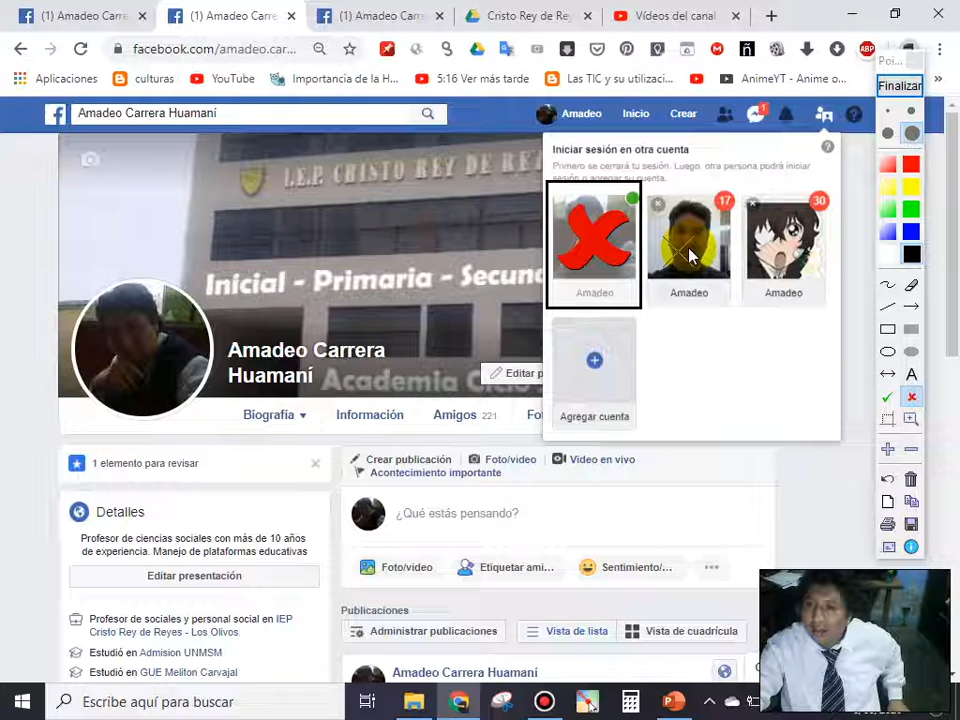 (1) Amadeo Carre
(1) Amadeo Carre
(1) Amadeo Carre
Cristo Rey de Re
Vídeos del canal
facebook.com/amadeo.car...
Aplicaciones
culturas
YouTube
Importancia de la H...
5:16 Ver más tarde
Las TIC y su utilizaci...
AnimeYT - Anime o...
Poi...
Finalizar
Amadeo Carrera Huamaní
Amadeo
Inicio
Crear
1
Iniciar sesión en otra cuenta
Primero se cerrará tu sesión. Luego, otra persona podrá iniciar
sesión o agregar su cuenta.
17
30
Amadeo
Amadeo
Amadeo
Agregar cuenta
I.E.P. CRISTO REY DE RE
Inicial - Primaria - Secun
Academia Ciclo
Amadeo Carrera
Huamaní
Editar p
Biografía
Información
Amigos 221
Fo
1 elemento para revisar
Detalles
Profesor de ciencias sociales con más de 10 años
de experiencia. Manejo de plataformas educativas
Editar presentación
Profesor de sociales y personal social en IEP
Cristo Rey de Reyes - Los Olivos
Estudió en Admision UNMSM
Estudió en GUE Meliton Carvajal
Crear publicación
Foto/video
Video en vivo
Acontecimiento importante
¿Qué estás pensando?
Foto/video
Etiquetar ami...
Sentimiento/...
Publicaciones
Administrar publicaciones
Vista de lista
Vista de cuadrícula
Amadeo Carrera Huamaní
Escribe aquí para buscar